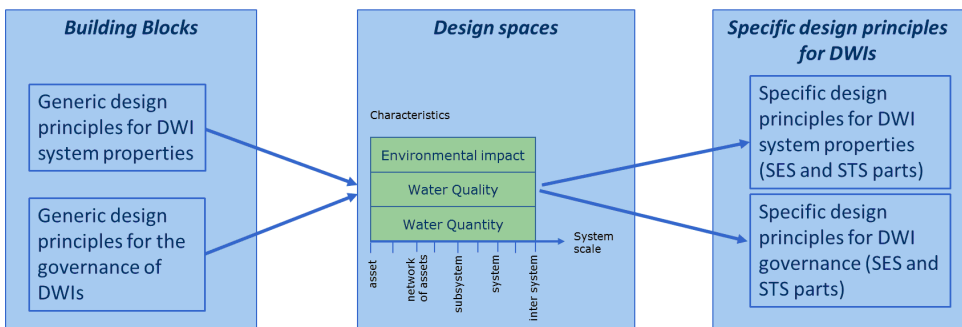 Building Blocks
Generic design
principles for DWI
system properties
Generic design
principles for the
governance of
DWIs
Design spaces
Characteristics
Environmental impact
Water Quality
Water Quantity
System
scale
asset
network
of assets
subsystem
system
inter system
Specific design principles
for DWIs
Specific design
principles for DWI
system properties
(SES and STS parts)
Specific design
principles for DWI
governance (SES and
STS parts)